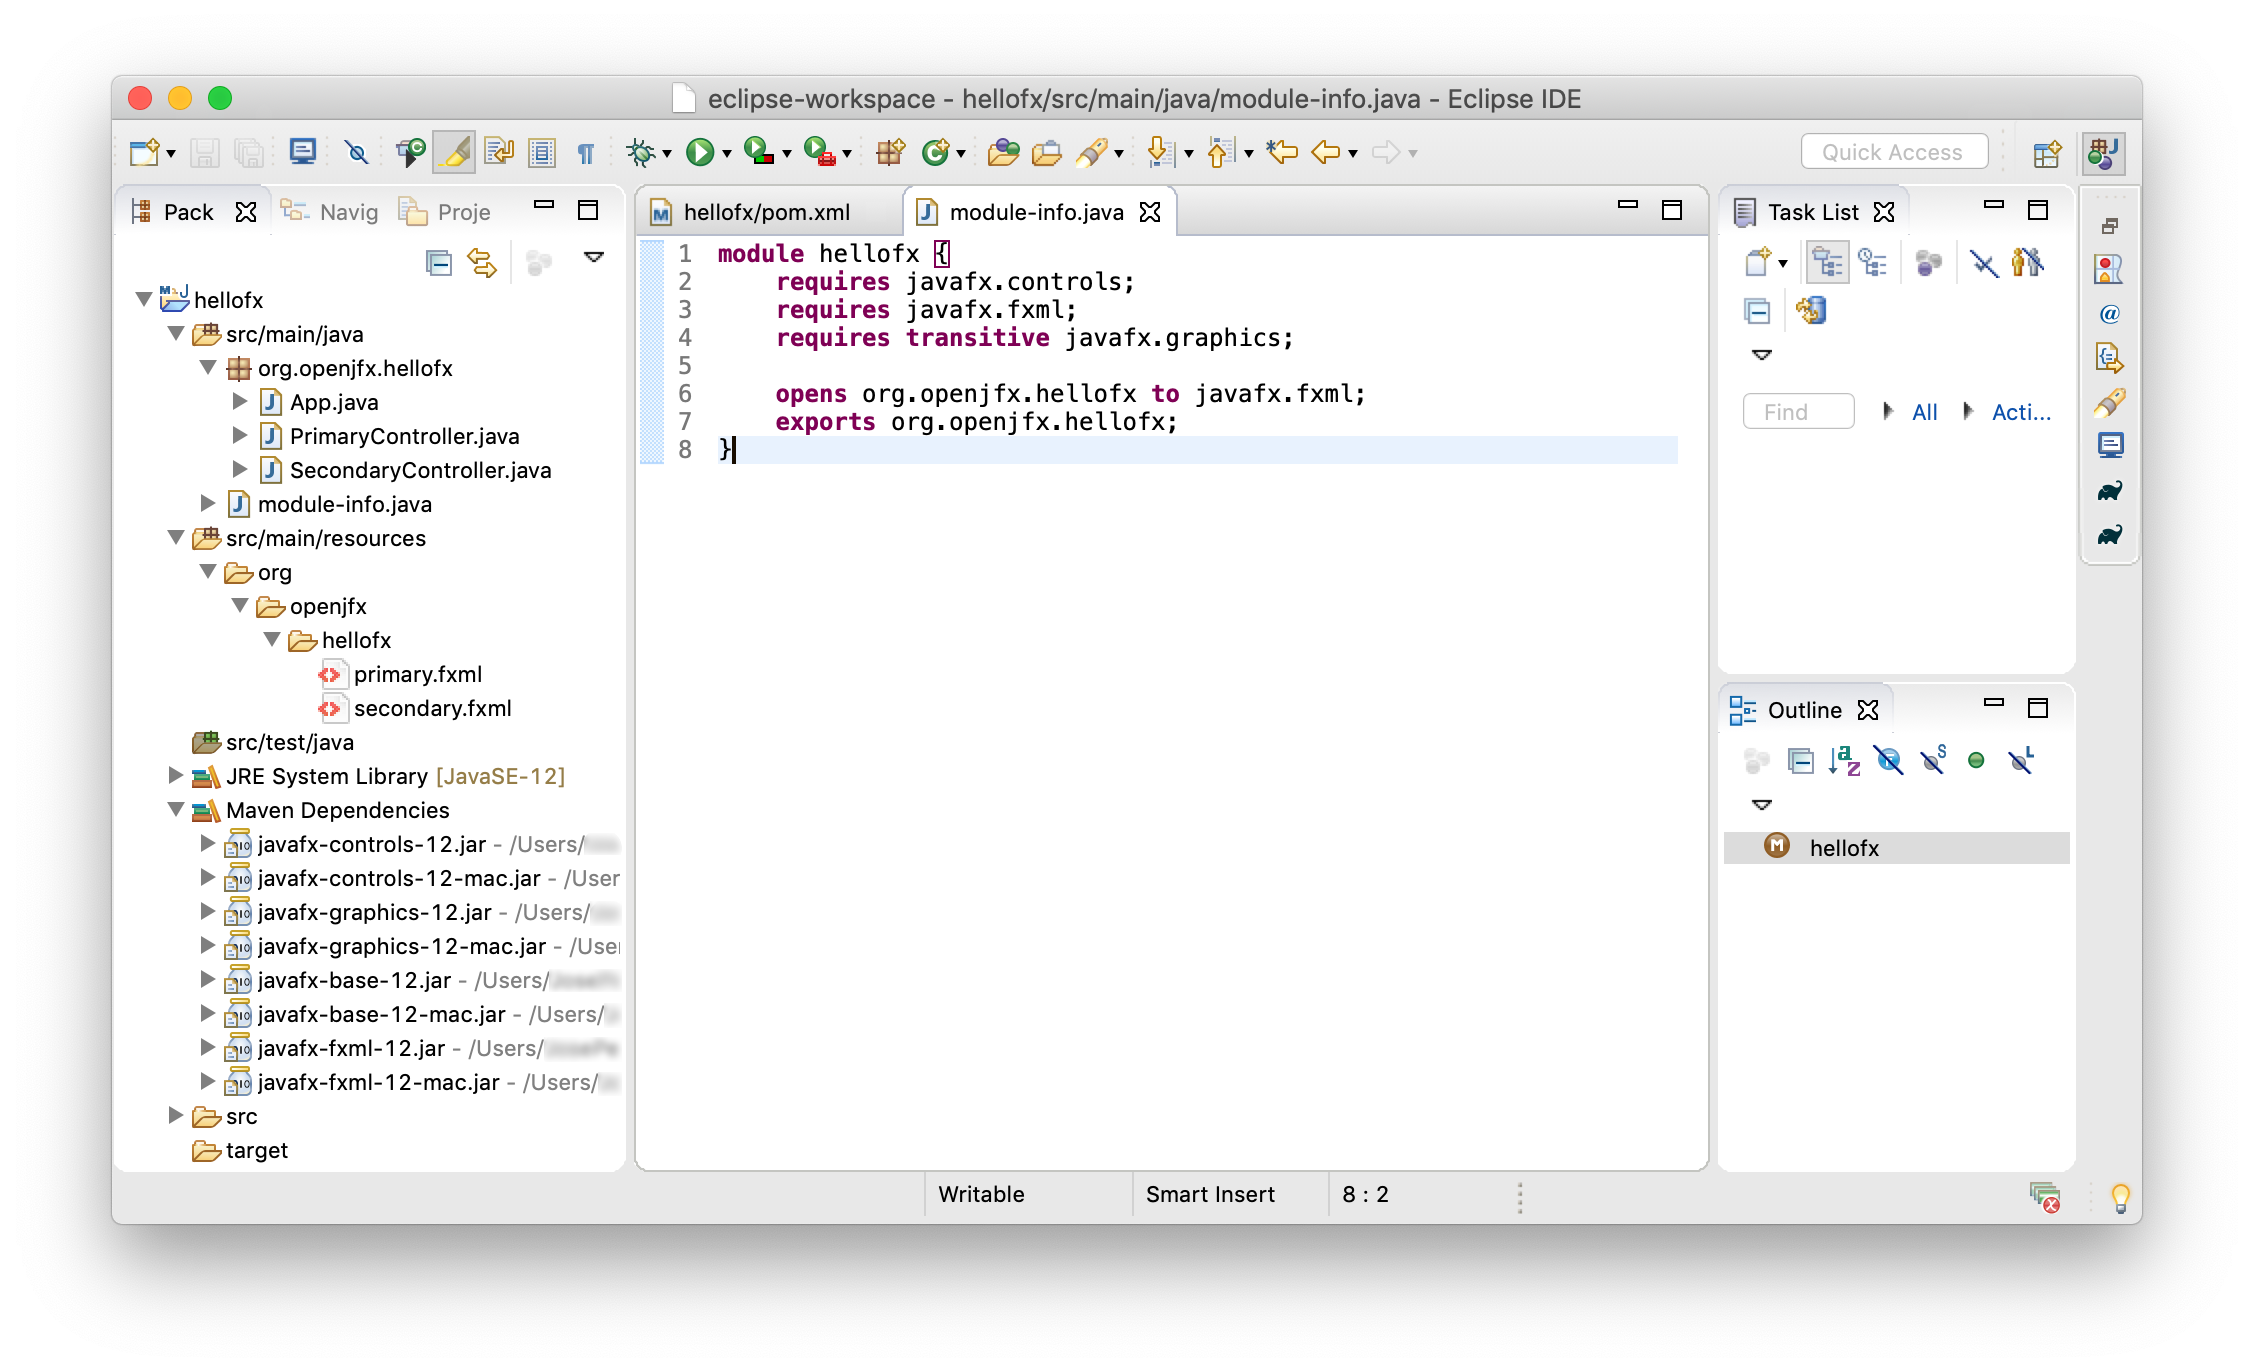 eclipse-workspace - hellofx/src/main/java/module-info.java - Eclipse IDE
Quick Access
Pack
Navig
Proje
hellofx
src/main/java
org.openjfx.hellofx
App.java
PrimaryController.java
SecondaryController.java
module-info.java
src/main/resources
org
openjfx
hellofx
primary.fxml
secondary.fxml
src/test/java
JRE System Library [JavaSE-12]
Maven Dependencies
javafx-controls-12.jar - /Users/
javafx-controls-12-mac.jar - /User
javafx-graphics-12.jar - /Users/
javafx-graphics-12-mac.jar - /User
javafx-base-12.jar - /Users/
javafx-base-12-mac.jar - /Users/
javafx-fxml-12.jar - /Users/
javafx-fxml-12-mac.jar - /Users/
src
target
hellofx/pom.xml
module-info.java
1 module hellofx {
2 requires javafx.controls;
3 requires javafx.fxml;
4 requires transitive javafx.graphics;
5
6 opens org.openjfx.hellofx to javafx.fxml;
7 exports org.openjfx.hellofx;
8 }
Task List
Find
All
Acti...
Outline
hellofx
Writable
Smart Insert
8 : 2